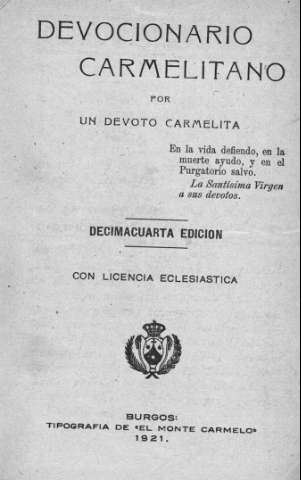 DEVOCIONARIO
CARMELITANO
POR
UN DEVOTO CARMELITA
En la vida defiendo, en la
muerte ayudo, y en el
Purgatorio salvo.
La Santísima Virgen
a sus devotos.
DECIMACUARTA EDICION
CON LICENCIA ECLESIASTICA
BURGOS:
TIPOGRAFIA DE «EL MONTE CARMELO»
1921.